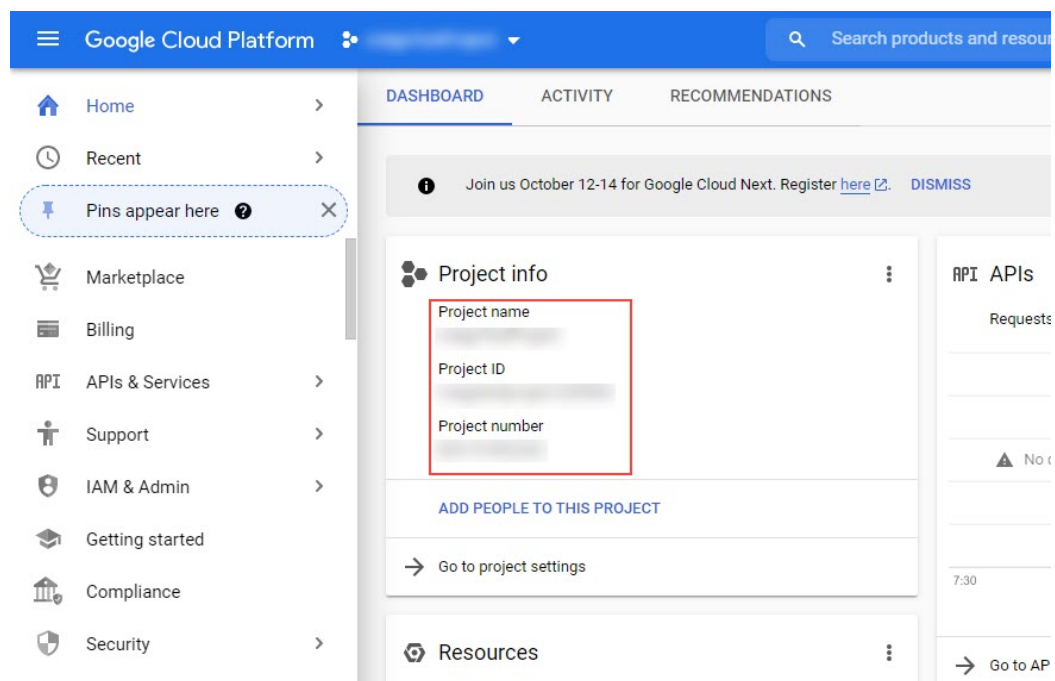 Google Cloud Platform
Search products and resour
Home
Recent
Pins appear here
Marketplace
Billing
API APIs & Services
Support
IAM & Admin
Getting started
Compliance
Security
DASHBOARD ACTIVITY RECOMMENDATIONS
Join us October 12-14 for Google Cloud Next. Register here. DISMISS
Project info
Project name
Project ID
Project number
ADD PEOPLE TO THIS PROJECT
Go to project settings
Resources
API APIs
Requests
No
7:30
Go to AP